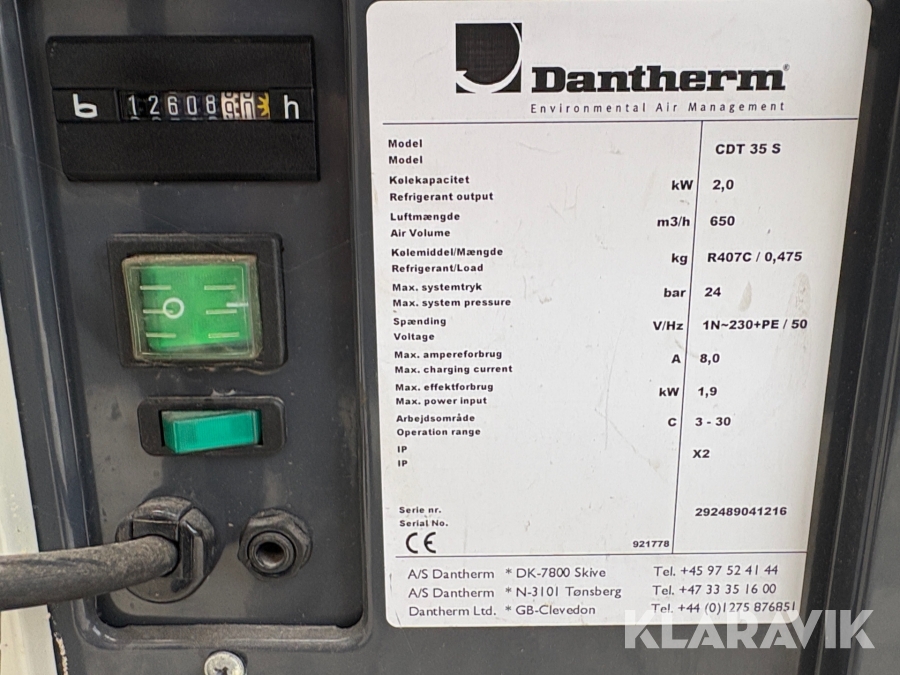 12608 h
Dantherm®
Environmental Air Management
Model CDT 35 S
Model
Kølekapacitet kW 2,0
Refrigerant output
Luftmængde m3/h 650
Air Volume
Kølemiddel/Mængde kg R407C / 0,475
Refrigerant/Load
Max. systemtryk bar 24
Max. system pressure
Spænding V/Hz 1N~230+PE / 50
Voltage
Max. ampereforbrug A 8,0
Max. charging current
Max. effektforbrug kW 1,9
Max. power input
Arbejdsområde C 3 - 30
Operation range
IP X2
IP
Serie nr. 292489041216
Serial No.
CE 921778
A/S Dantherm * DK-7800 Skive Tel. +45 97 52 41 44
A/S Dantherm * N-3101 Tønsberg Tel. +47 33 35 16 00
Dantherm Ltd. * GB-Clevedon Tel. +44 (0)1275 876851
KLARAVIK